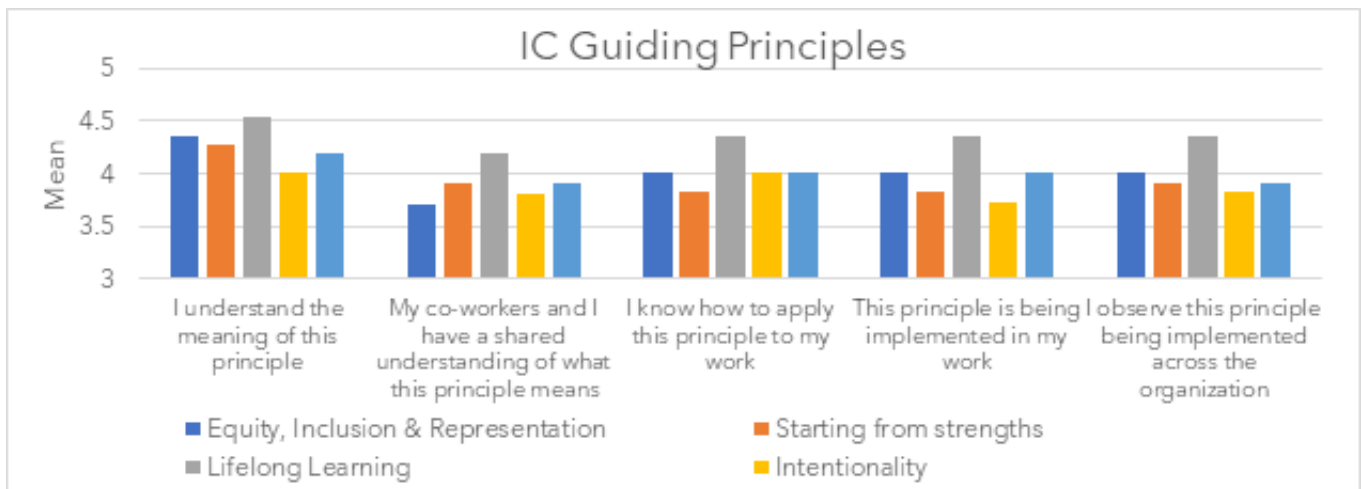 IC Guiding Principles
5
4.5
4
3.5
3
Mean
I understand the
meaning of this
principle
My co-workers and I
have a shared
understanding of what
this principle means
I know how to apply
this principle to my
work
This principle is being
implemented in my
work
I observe this principle
being implemented
across the
organization
Equity, Inclusion & Representation
Starting from strengths
Lifelong Learning
Intentionality